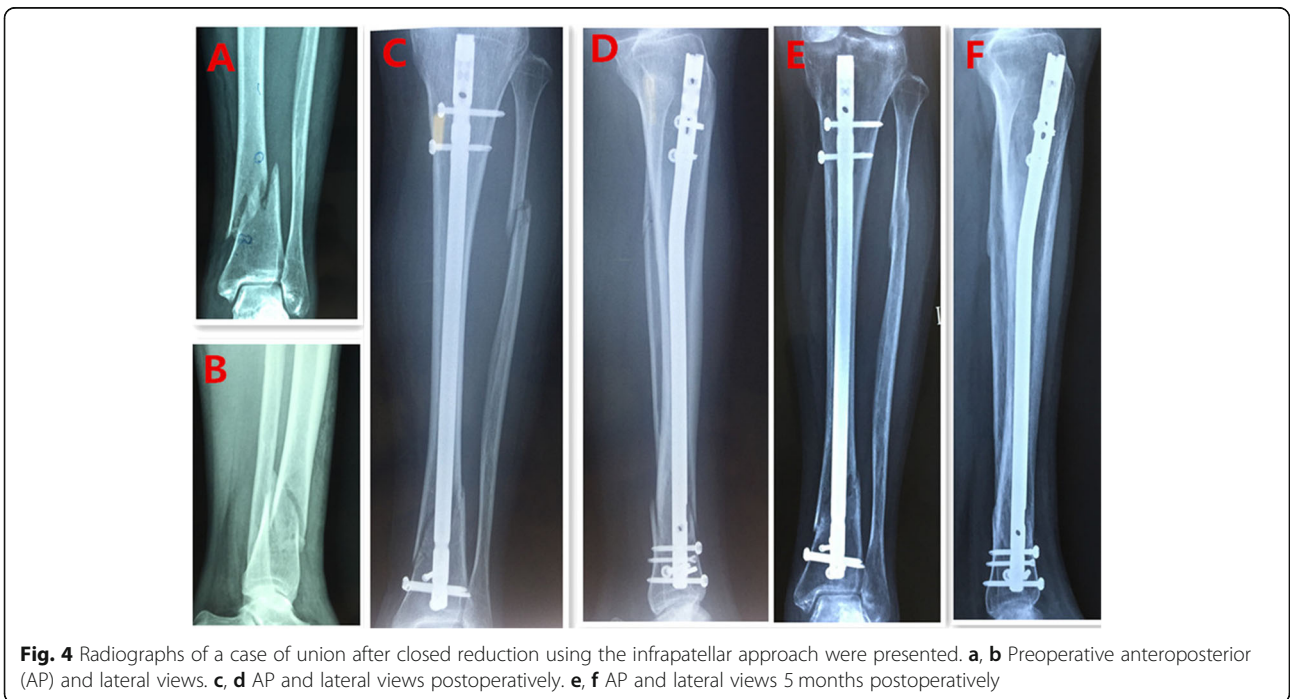 A
B
C
D
E
F
Fig. 4 Radiographs of a case of union after closed reduction using the infrapatellar approach were presented. a, b Preoperative anteroposterior
(AP) and lateral views. c, d AP and lateral views postoperatively. e, f AP and lateral views 5 months postoperatively